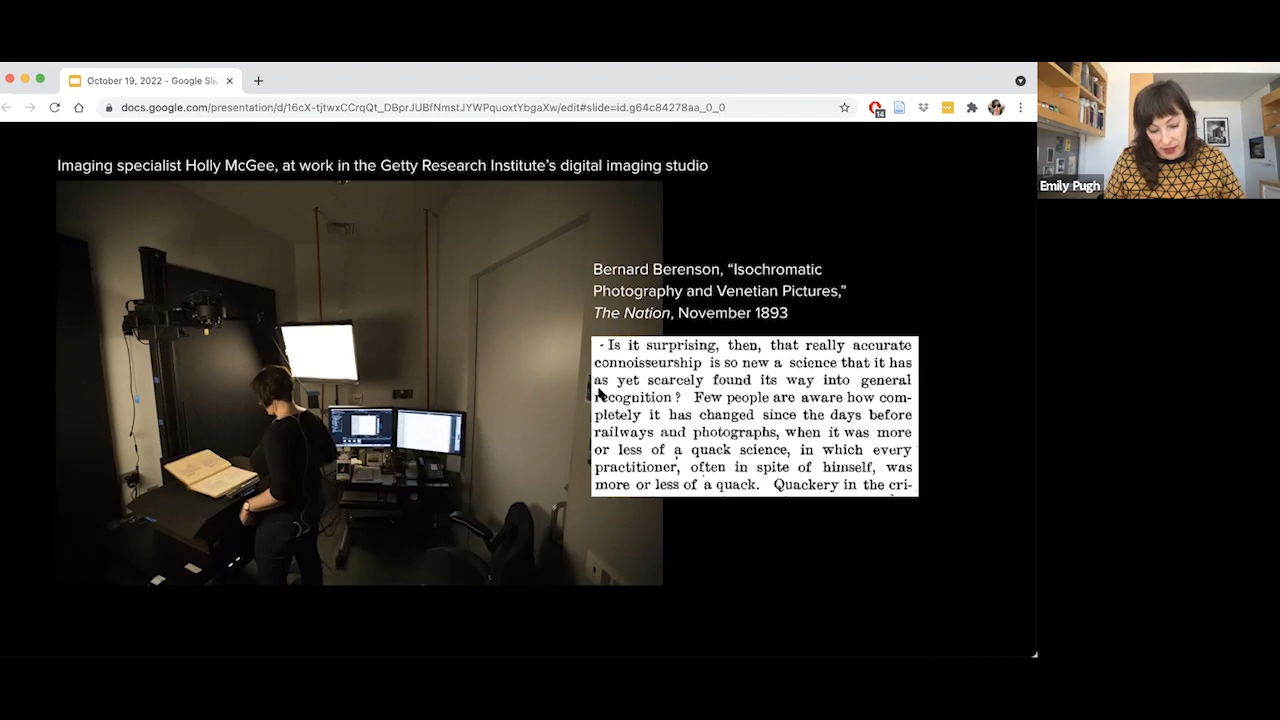 October 19, 2022 - Google Sli
docs.google.com/presentation/d/16cX-tjtwxCCrqQt_DBprJUBfNmstJYWPquoxtYbgaXw/edit#slide=id.g64c84278aa_0_0
14
Imaging specialist Holly McGee, at work in the Getty Research Institute’s digital imaging studio
Bernard Berenson, “Isochromatic
Photography and Venetian Pictures,”
The Nation, November 1893
Is it surprising, then, that really accurate
connoisseurship is so new a science that it has
as yet scarcely found its way into general
recognition? Few people are aware how com-
pletely it has changed since the days before
railways and photographs, when it was more
or less of a quack science, in which every
practitioner, often in spite of himself, was
more or less of a quack. Quackery in the cri-
Emily Pugh